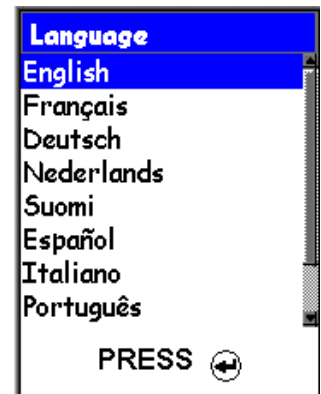 Language
English
Français
Deutsch
Nederlands
Suomi
Español
Italiano
Português
PRESS